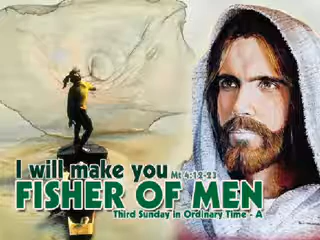 I will make you Mt 4:12-23
FISHER OF MEN
Third Sunday in Ordinary Time - A